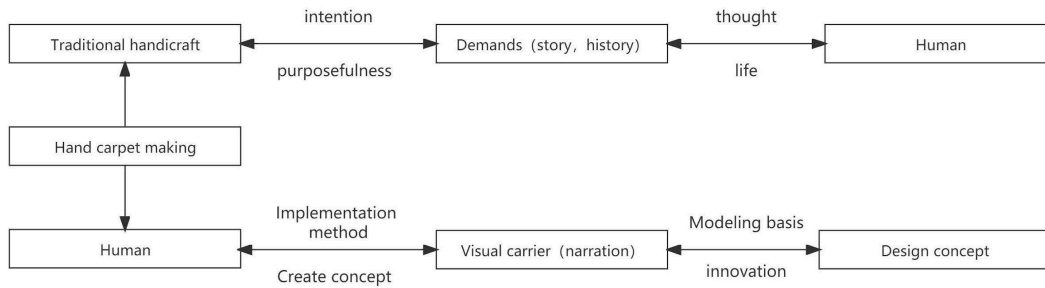 intention
thought
Traditional handicraft
Demands（story，history）
Human
purposefulness
life
Hand carpet making
Implementation
method
Modeling basis
Human
Visual carrier（narration）
Design concept
Create concept
innovation